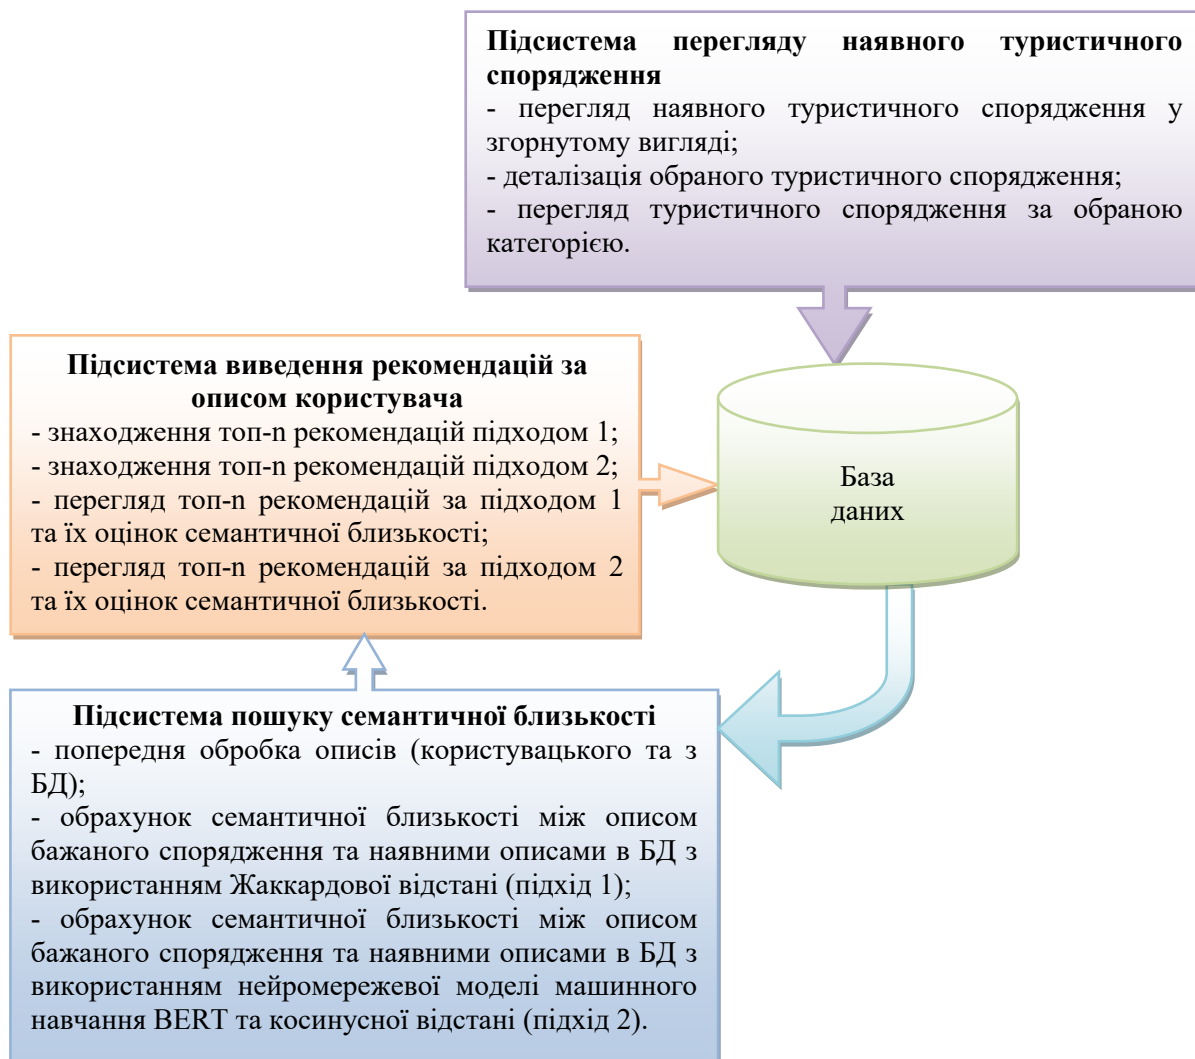 Підсистема перегляду наявного туристичного
спорядження
- перегляд наявного туристичного спорядження у
згорнутому вигляді;
- деталізація обраного туристичного спорядження;
- перегляд туристичного спорядження за обраною
категорією.
Підсистема виведення рекомендацій за
описом користувача
- знаходження топ-n рекомендацій підходом 1;
- знаходження топ-n рекомендацій підходом 2;
- перегляд топ-n рекомендацій за підходом 1
та їх оцінок семантичної близькості;
- перегляд топ-n рекомендацій за підходом 2
та їх оцінок семантичної близькості.
База
даних
Підсистема пошуку семантичної близькості
- попередня обробка описів (користувацького та з
БД);
- обрахунок семантичної близькості між описом
бажаного спорядження та наявними описами в БД з
використанням Жаккардової відстані (підхід 1);
- обрахунок семантичної близькості між описом
бажаного спорядження та наявними описами в БД з
використанням нейромережевої моделі машинного
навчання BERT та косинусної відстані (підхід 2).